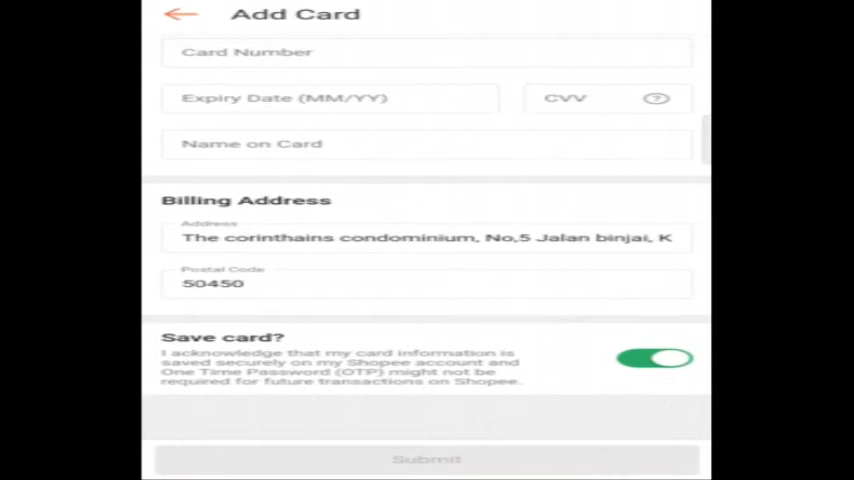 Add Card
Card Number
Expiry Date (MM/YY) CVV ?
Name on Card
Billing Address
Address
The corinthains condominium, No,5 Jalan binjai, K
Postal Code
50450
Save card?
I acknowledge that my card information is
saved securely on my Shopee account and
One Time Password (OTP) might not be
required for future transactions on Shopee.
Submit